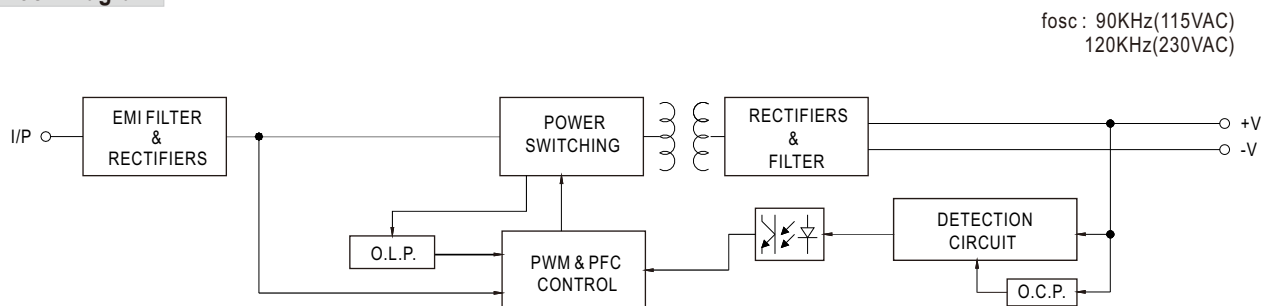 fosc : 90KHz(115VAC)
120KHz(230VAC)
I/P
EMI FILTER
&
RECTIFIERS
POWER
SWITCHING
RECTIFIERS
&
FILTER
+V
-V
O.L.P.
PWM & PFC
CONTROL
DETECTION
CIRCUIT
O.C.P.